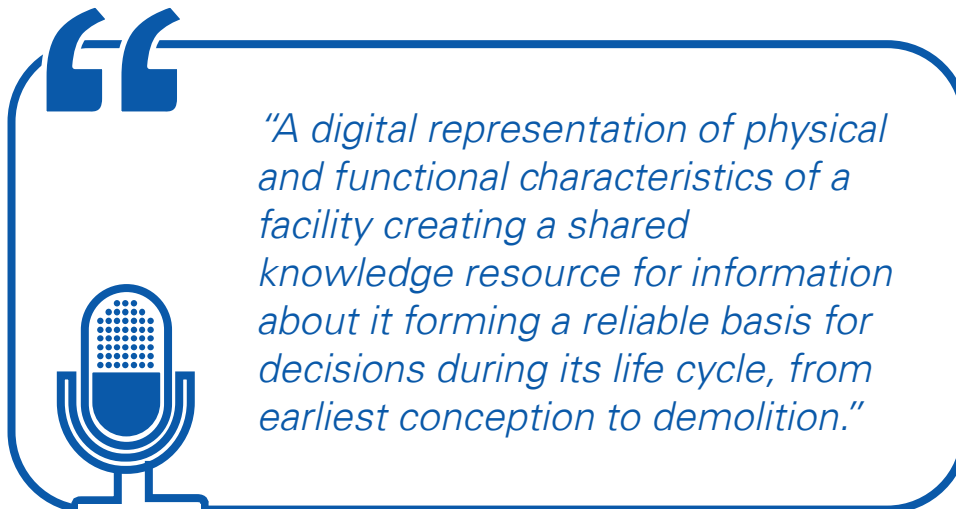 “A digital representation of physical
and functional characteristics of a
facility creating a shared
knowledge resource for information
about it forming a reliable basis for
decisions during its life cycle, from
earliest conception to demolition.”